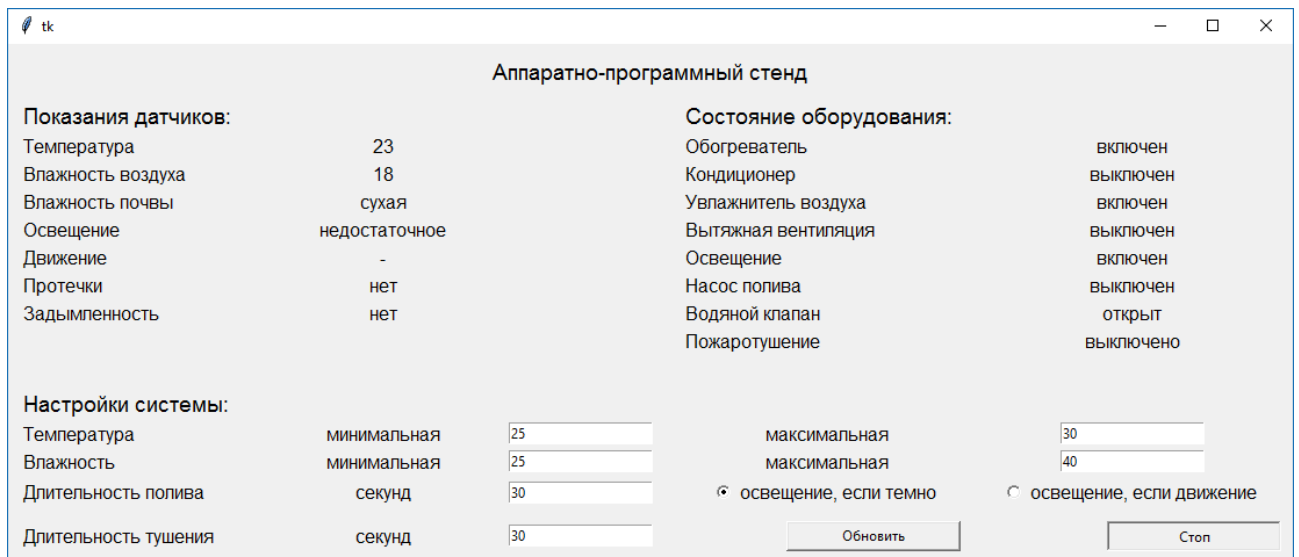 tk
Аппаратно-программный стенд
Показания датчиков: Состояние оборудования:
Температура 23 Обогреватель включен
Влажность воздуха 18 Кондиционер выключен
Влажность почвы сухая Увлажнитель воздуха включен
Освещение недостаточное Вытяжная вентиляция выключен
Движение - Освещение включен
Протечки нет Насос полива выключен
Задымленность нет Водяной клапан открыт
Пожаротушение выключено
Настройки системы:
Температура минимальная 25 максимальная 30
Влажность минимальная 25 максимальная 40
Длительность полива секунд 30 освещение, если темно освещение, если движение
Длительность тушения секунд 30 Обновить Стоп